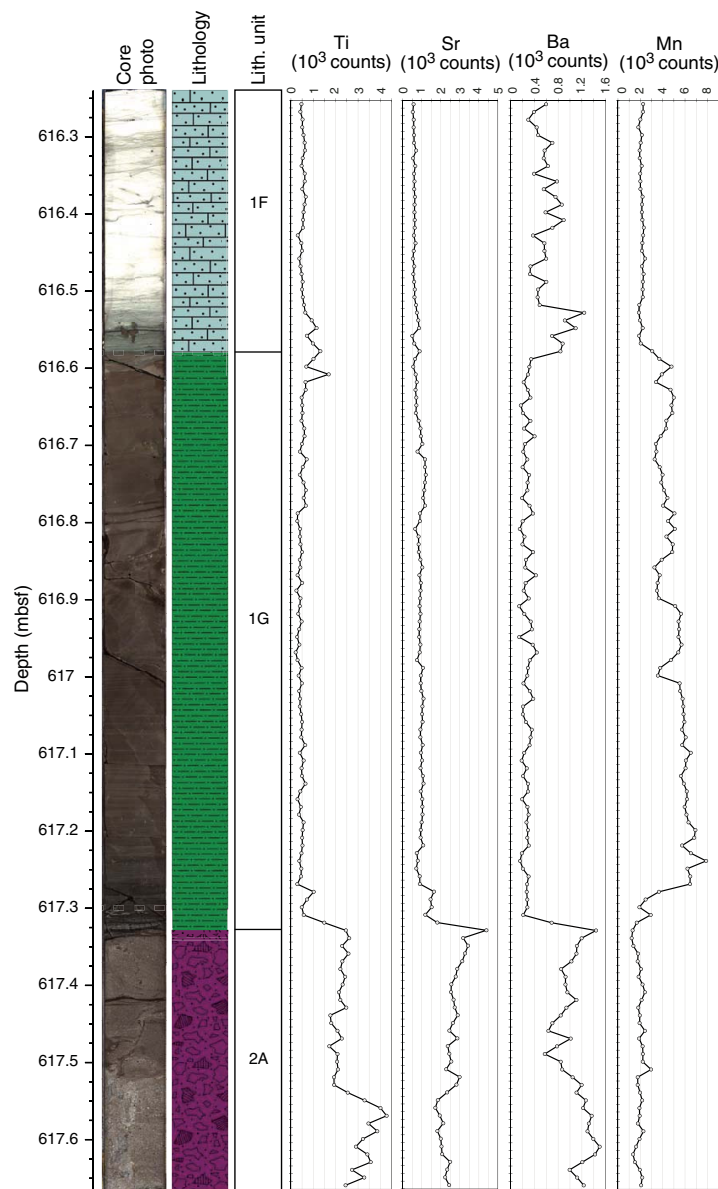 Core photo
Lithology
Lith. unit
Ti
(10³ counts)
Sr
(10³ counts)
Ba
(10³ counts)
Mn
(10³ counts)
0 1 2 3 4
0 1 2 3 4 5
0 0.4 0.8 1.2 1.6
0 2 4 6 8
Depth (mbsf)
616.3
616.4
616.5
616.6
616.7
616.8
616.9
617
617.1
617.2
617.3
617.4
617.5
617.6
1F
1G
2A